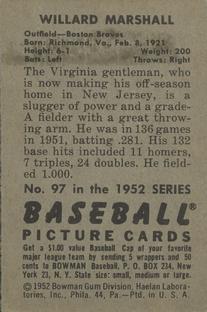 WILLARD MARSHALL
Outfield—Boston Braves
Born: Richmond, Va., Feb. 8, 1921
Height: 6-1 Weight: 200
Bats: Left Throws: Right
The Virginia gentleman, who
is now making his off-season
home in New Jersey, is a
slugger of power and a grade-
A fielder with a great throw-
ing arm. He was in 136 games
in 1951, batting .281. His 132
base hits included 11 homers,
7 triples, 24 doubles. He field-
ed 1.000.
No. 97 in the 1952 SERIES
BASEBALL®
PICTURE CARDS
Get a $1.00 value Baseball Cap of your favorite
major league team by sending 5 wrappers and 50
cents to BOWMAN Baseball, P. O. BOX 234, New
York 23, N. Y. State size: small, medium or large.
©1952 Bowman Gum Division, Haelan Labora-
tories, Inc., Phila. 44, Pa.—Ptd. in U. S. A.